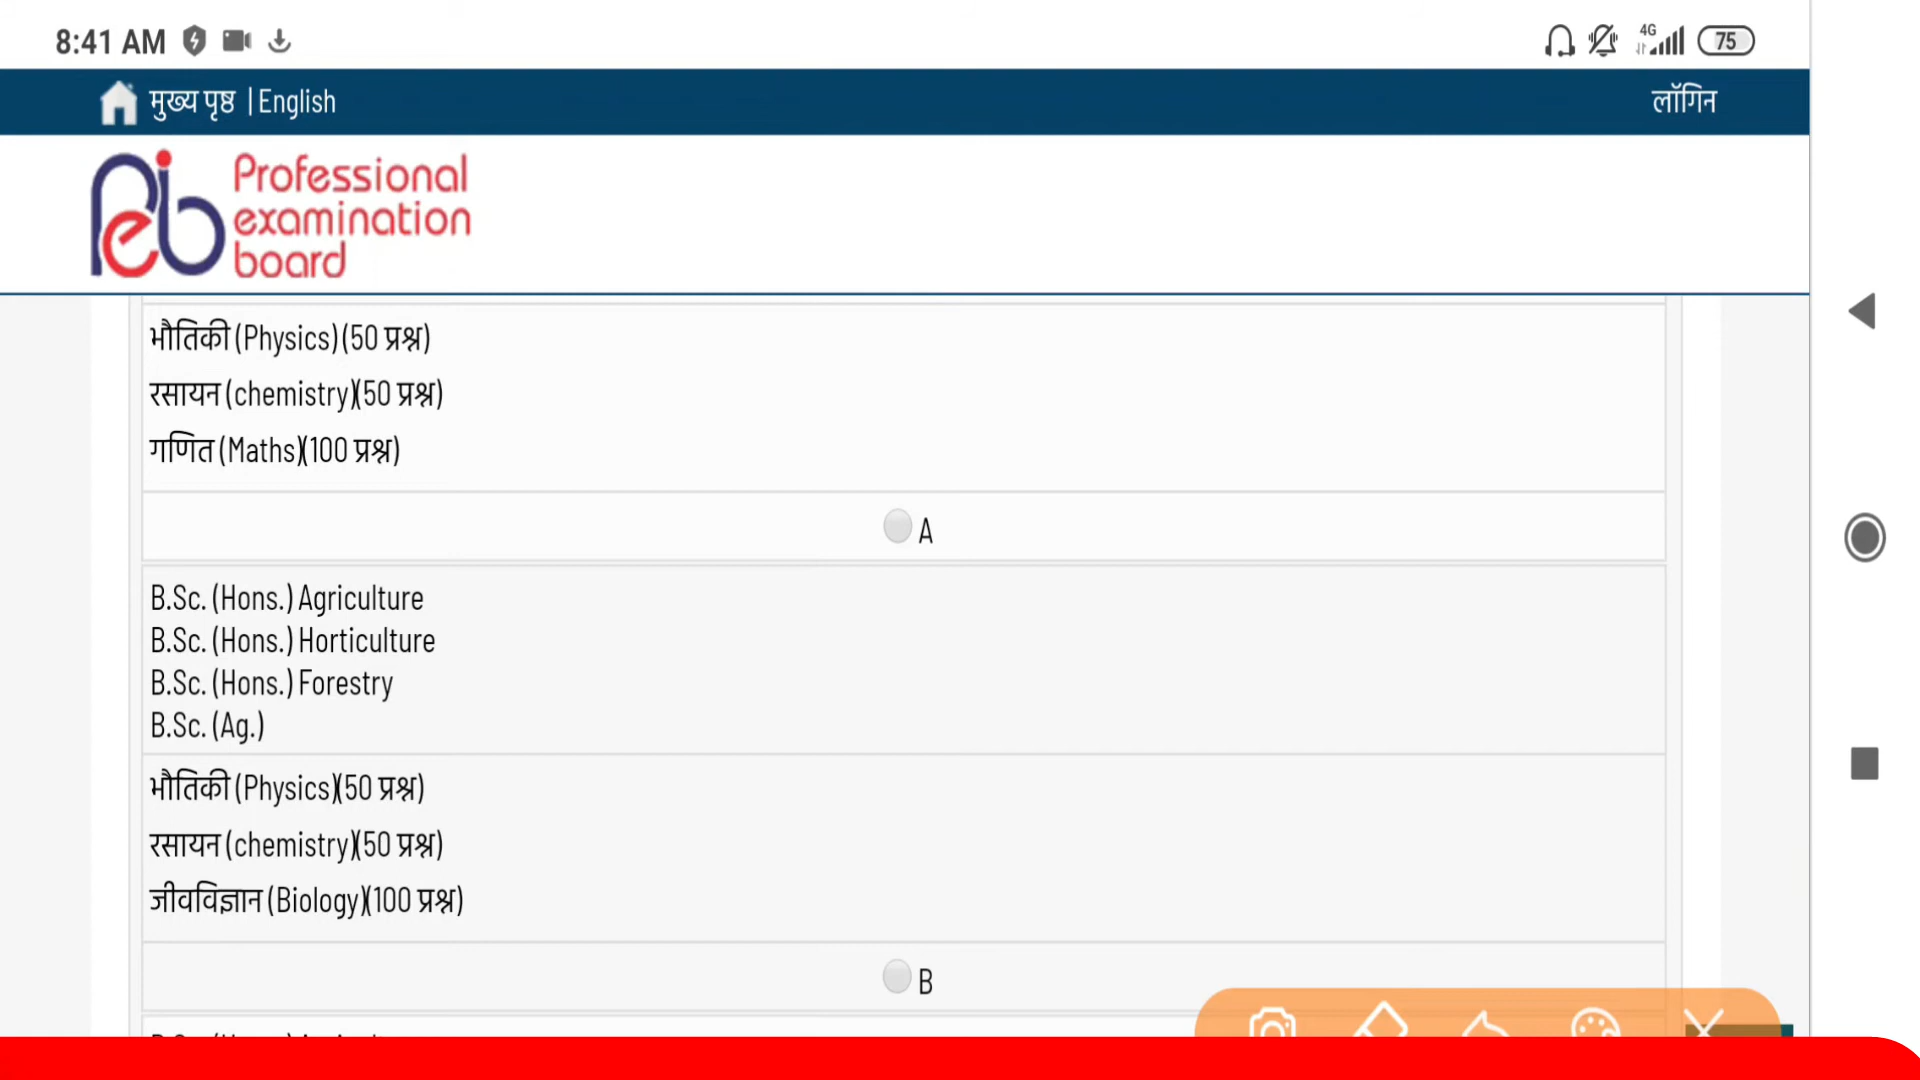 8:41 AM
4G
75
मुख्य पृष्ठ | English
लॉगिन
Peb Professional
examination
board
भौतिकी (Physics) (50 प्रश्न)
रसायन (chemistry)(50 प्रश्न)
गणित (Maths)(100 प्रश्न)
A
B.Sc. (Hons.) Agriculture
B.Sc. (Hons.) Horticulture
B.Sc. (Hons.) Forestry
B.Sc. (Ag.)
भौतिकी (Physics)(50 प्रश्न)
रसायन (chemistry)(50 प्रश्न)
जीवविज्ञान (Biology)(100 प्रश्न)
B